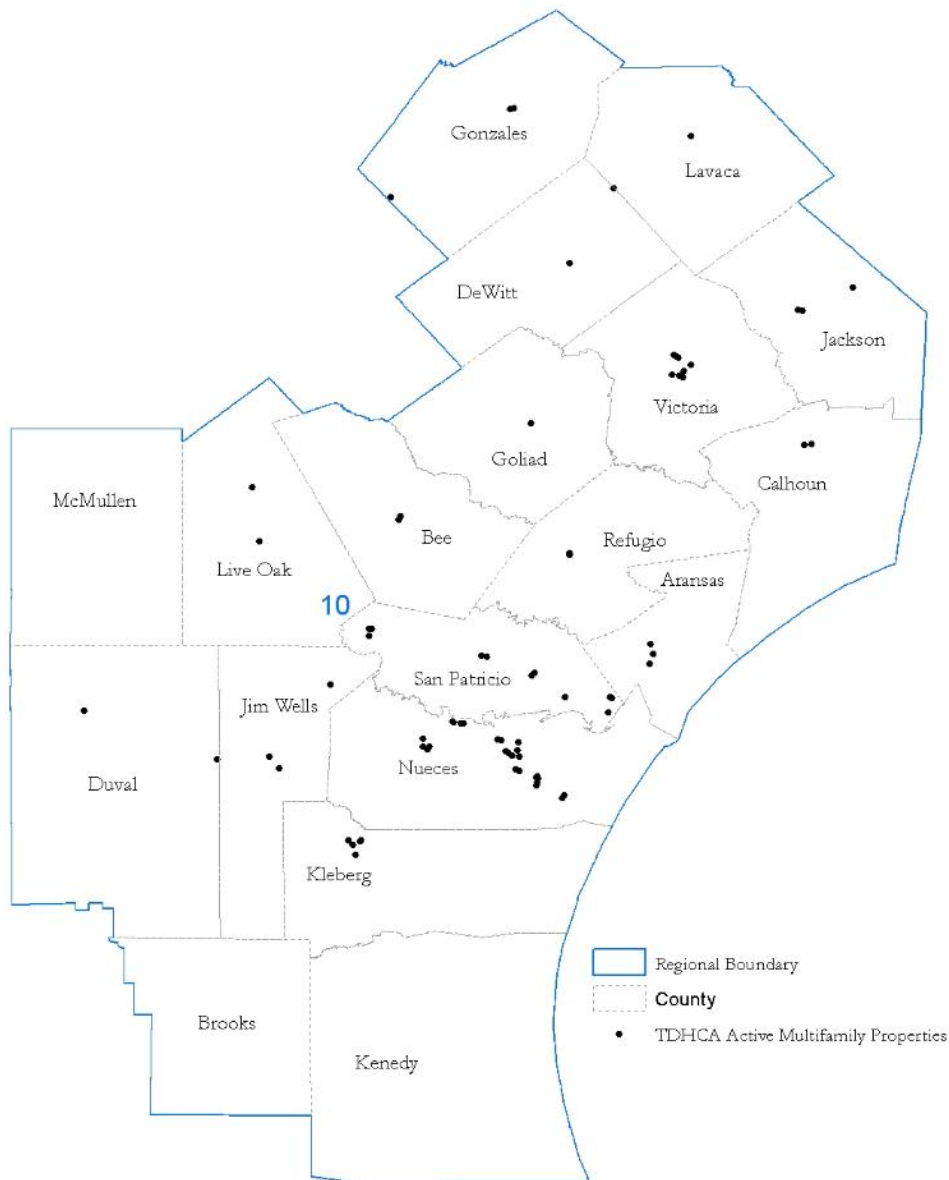 Gonzales
Lavaca
DeWitt
Jackson
Victoria
Goliad
Calhoun
McMullen
Bee
Refugio
Live Oak
Aransas
10
San Patricio
Jim Wells
Nueces
Duval
Kleberg
Regional Boundary
County
Brooks
TDHCA Active Multifamily Properties
Kenedy